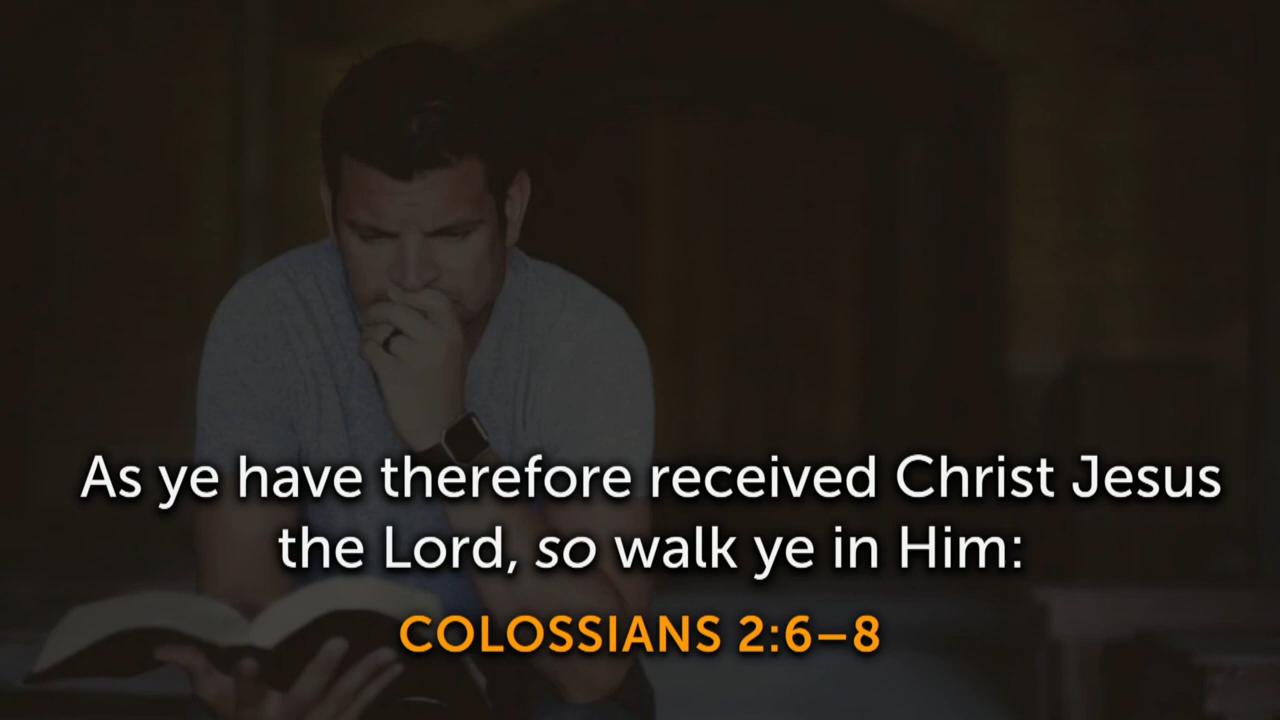 As ye have therefore received Christ Jesus
the Lord, so walk ye in Him:
COLOSSIANS 2:6–8